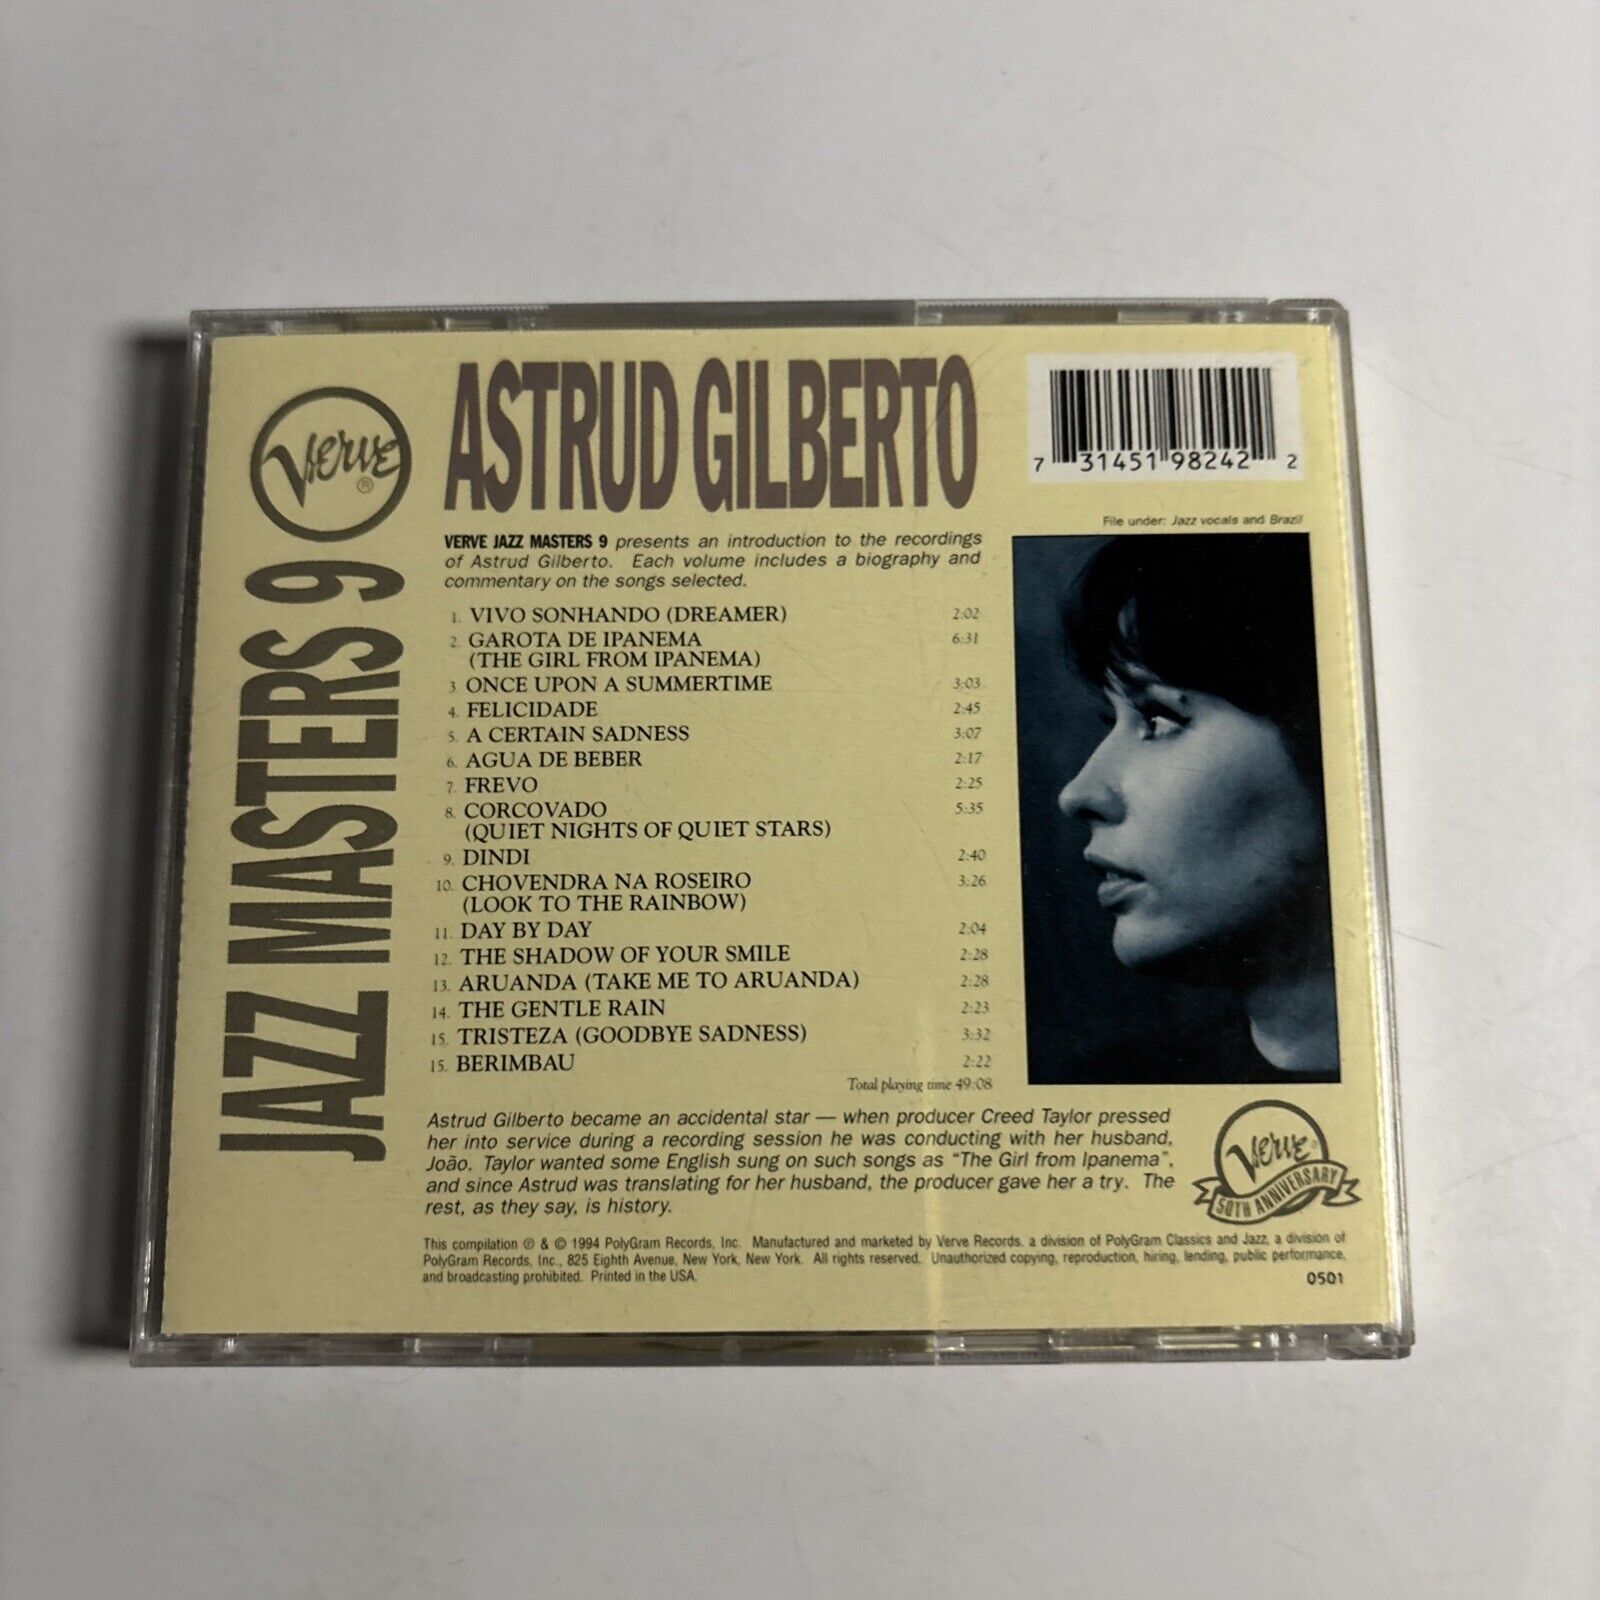 Verve ®
JAZZ MASTERS 9
ASTRUD GILBERTO
7 31451 98242 2
File under: Jazz vocals and Brazil
VERVE JAZZ MASTERS 9 presents an introduction to the recordings
of Astrud Gilberto. Each volume includes a biography and
commentary on the songs selected.
1. VIVO SONHANDO (DREAMER) 2:02
2. GAROTA DE IPANEMA 6:31
(THE GIRL FROM IPANEMA)
3 ONCE UPON A SUMMERTIME 3:03
4. FELICIDADE 2:45
5. A CERTAIN SADNESS 3:07
6. AGUA DE BEBER 2:17
7. FREVO 2:25
8. CORCOVADO 5:35
(QUIET NIGHTS OF QUIET STARS)
9. DINDI 2:40
10. CHOVENDRA NA ROSEIRO 3:26
(LOOK TO THE RAINBOW)
11. DAY BY DAY 2:04
12. THE SHADOW OF YOUR SMILE 2:28
13. ARUANDA (TAKE ME TO ARUANDA) 2:28
14. THE GENTLE RAIN 2:23
15. TRISTEZA (GOODBYE SADNESS) 3:32
15. BERIMBAU 2:22
Total playing time 49:08
Astrud Gilberto became an accidental star — when producer Creed Taylor pressed
her into service during a recording session he was conducting with her husband,
João. Taylor wanted some English sung on such songs as "The Girl from Ipanema",
and since Astrud was translating for her husband, the producer gave her a try. The
rest, as they say, is history.
Verve ®
50TH ANNIVERSARY
This compilation ℗ & © 1994 PolyGram Records, Inc. Manufactured and marketed by Verve Records, a division of PolyGram Classics and Jazz, a division of
PolyGram Records, Inc., 825 Eighth Avenue, New York, New York. All rights reserved. Unauthorized copying, reproduction, hiring, lending, public performance,
and broadcasting prohibited. Printed in the USA.
0501